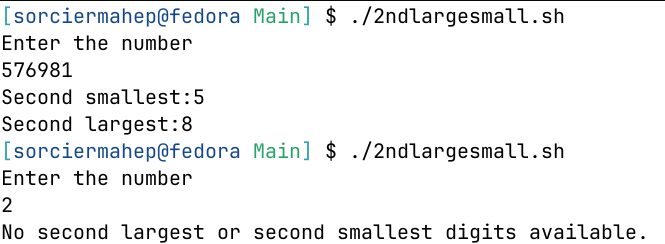 [sorciermahep@fedora Main] $ ./2ndlargesmall.sh
Enter the number
576981
Second smallest:5
Second largest:8
[sorciermahep@fedora Main] $ ./2ndlargesmall.sh
Enter the number
2
No second largest or second smallest digits available.